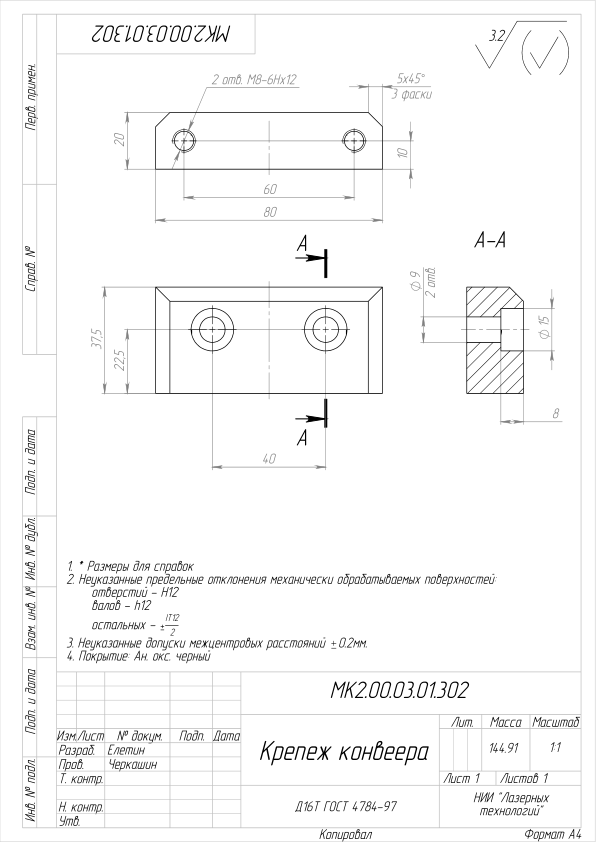 МК2.00.03.01.302
3.2
Перв. примен.
Справ. №
Подп. и дата
Инв. № дубл.
Взам. инв. №
Подп. и дата
Инв. № подл.
2 отв. М8-6Нх12
5х45°
3 фаски
20
10
60
80
А
А-А
37,5
22,5
∅ 9
2 отв.
∅ 15
8
А
40
1. * Размеры для справок
2. Неуказанные предельные отклонения механически обрабатываемых поверхностей:
отверстий – Н12
валов – h12
остальных – ± IT12/2
3. Неуказанные допуски межцентровых расстояний ± 0.2мм.
4. Покрытие: Ан. окс. черный
МК2.00.03.01.302
Изм. Лист № докум. Подп. Дата
Разраб. Елетин
Пров. Черкашин
Т. контр.
Н. контр.
Утв.
Крепеж конвеера
Лит. Масса Масштаб
144.91 1:1
Лист 1 Листов 1
Д16Т ГОСТ 4784-97
НИИ "Лазерных
технологий"
Копировал Формат А4